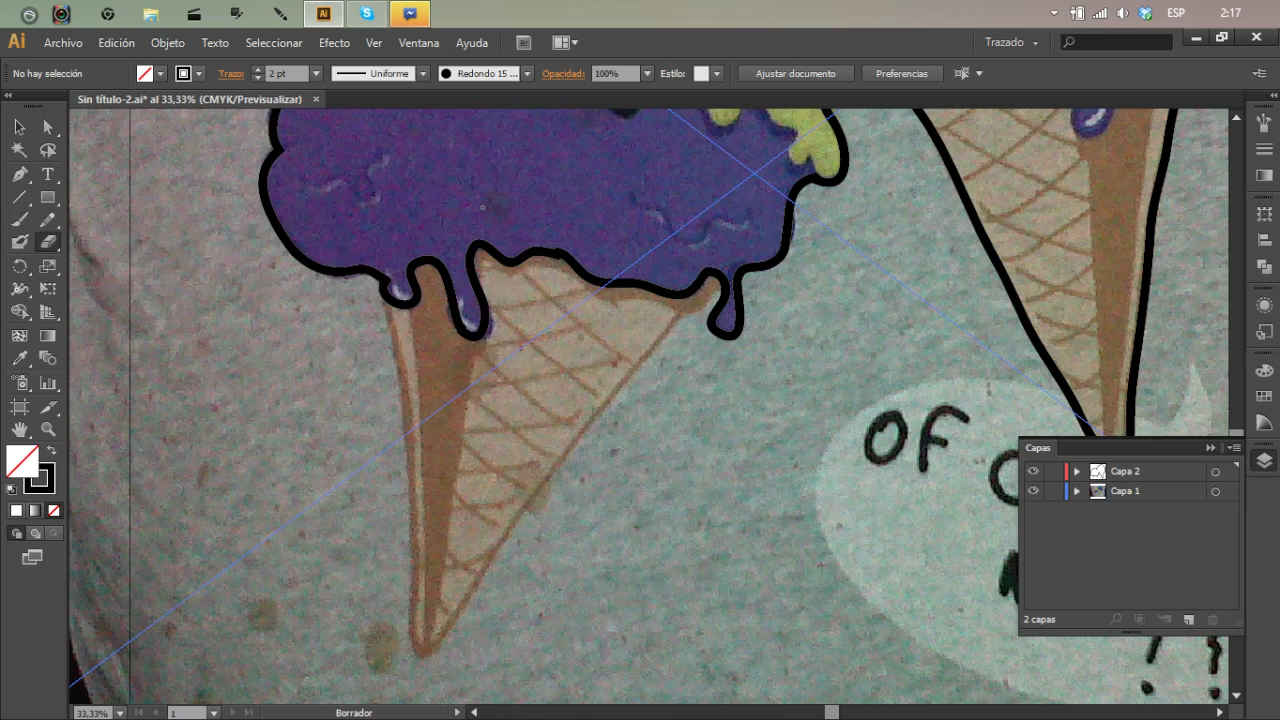 ESP 2:17
Ai Archivo Edición Objeto Texto Seleccionar Efecto Ver Ventana Ayuda Br Trazado
No hay selección Trazo: 2 pt Uniforme Redondo 15 ... Opacidad: 100% Estilo: Ajustar documento Preferencias
Sin título-2.ai* al 33,33% (CMYK/Previsualizar)
OF
Capas
Capa 2
Capa 1
2 capas
33,33% 1 Borrador